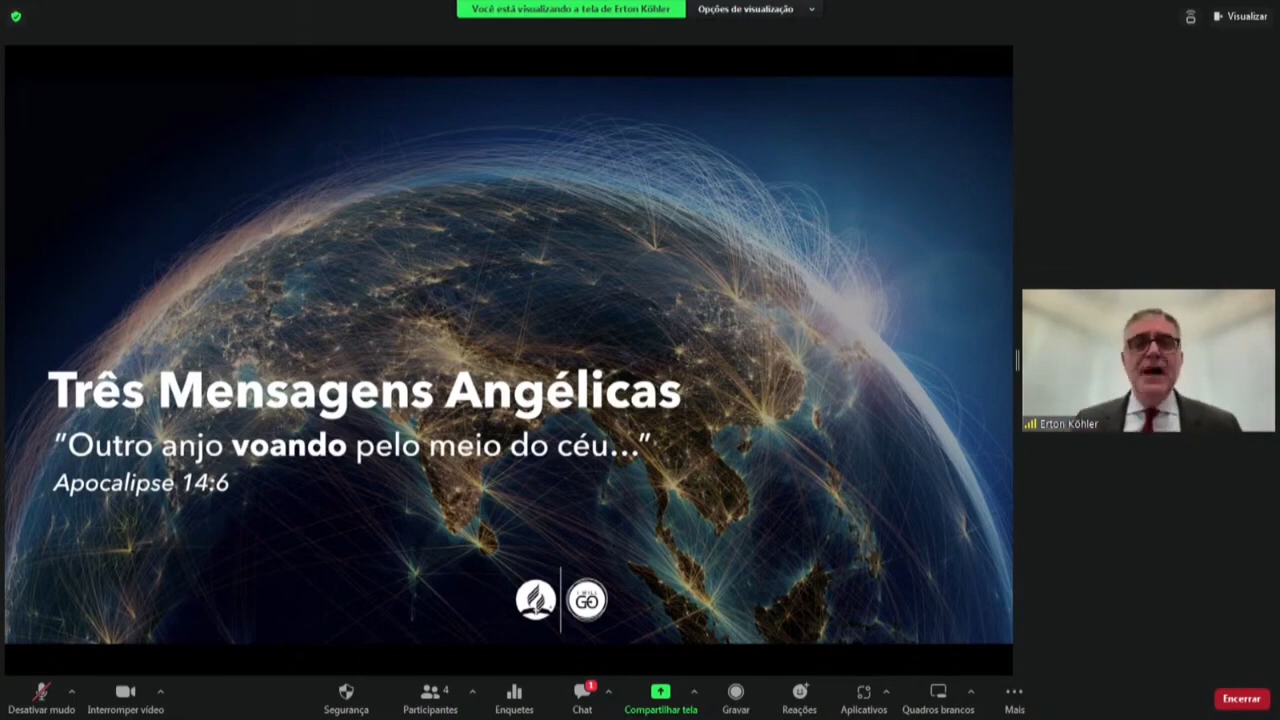 Você está visualizando a tela de Erton Köhler
Opções de visualização
Visualizar
Três Mensagens Angélicas
"Outro anjo voando pelo meio do céu..."
Apocalipse 14:6
I WILL
GO
Erton Köhler
Desativar mudo
Interromper vídeo
Segurança
4
Participantes
Enquetes
1
Chat
Compartilhar tela
Gravar
Reações
Aplicativos
Quadros brancos
Mais
Encerrar